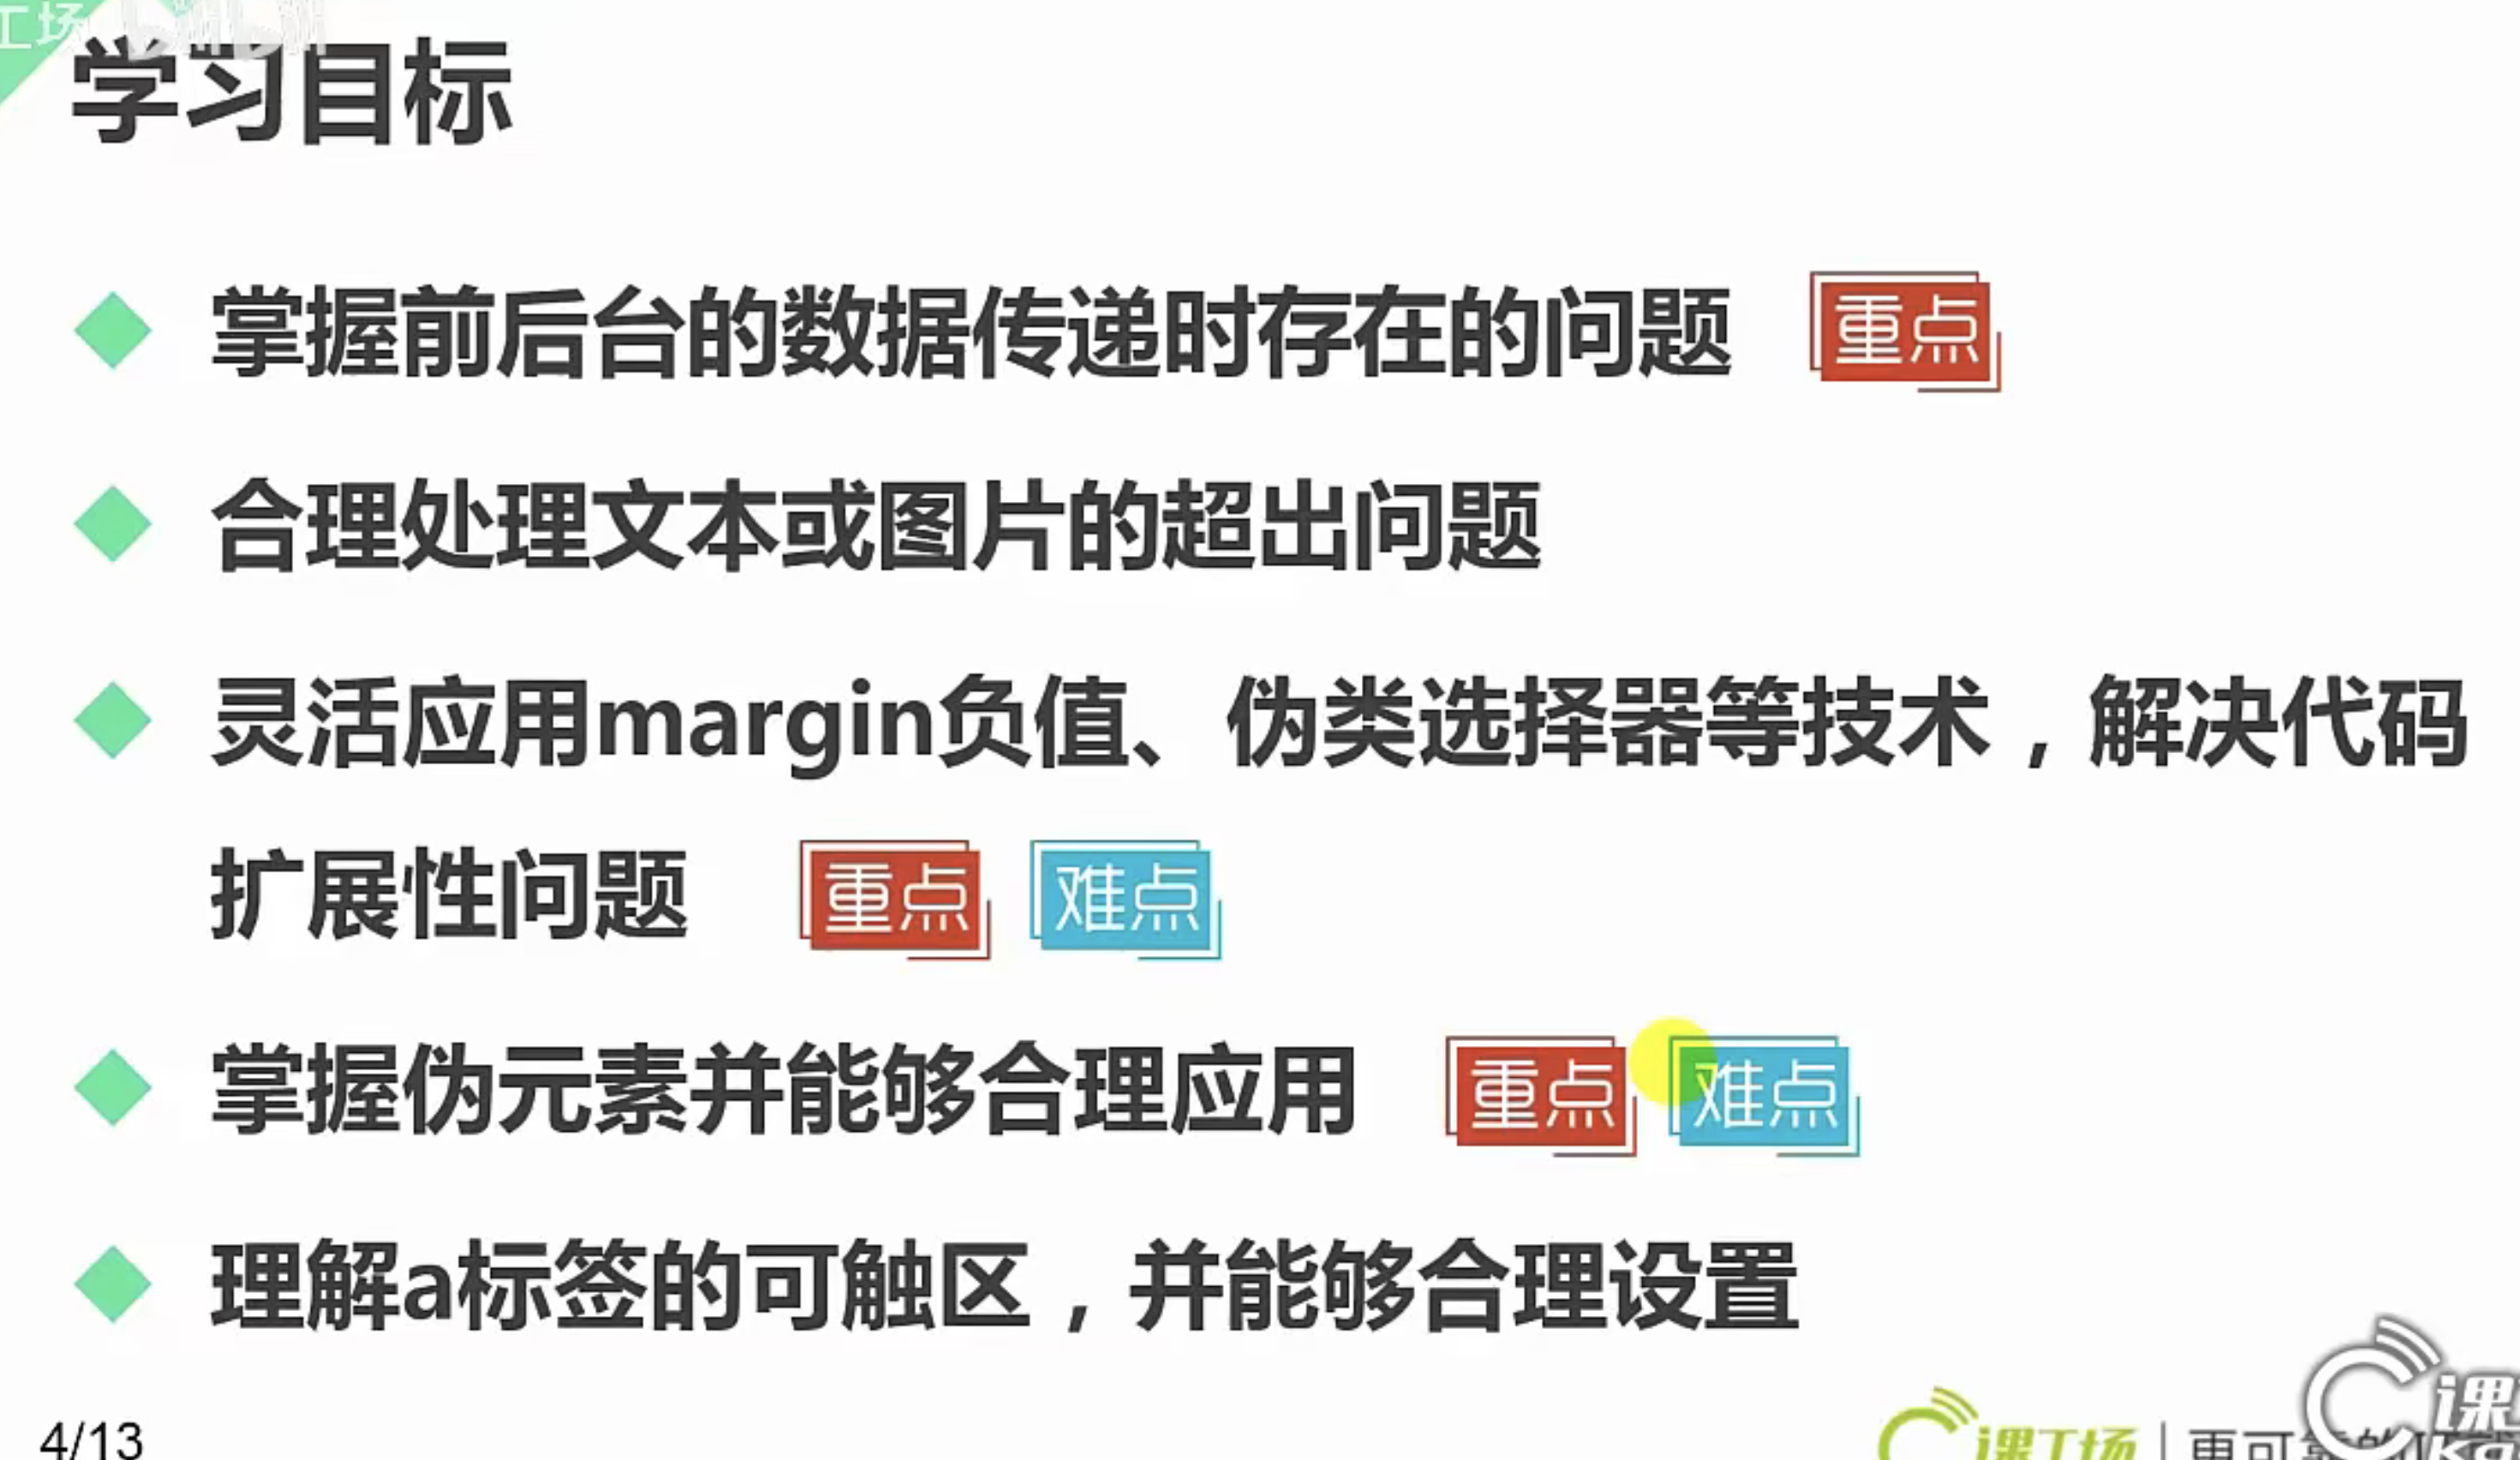 工场
bilibili
学习目标
掌握前后台的数据传递时存在的问题 重点
合理处理文本或图片的超出问题
灵活应用margin负值、伪类选择器等技术，解决代码
扩展性问题 重点 难点
掌握伪元素并能够合理应用 重点 难点
理解a标签的可触区，并能够合理设置
4/13
课工场